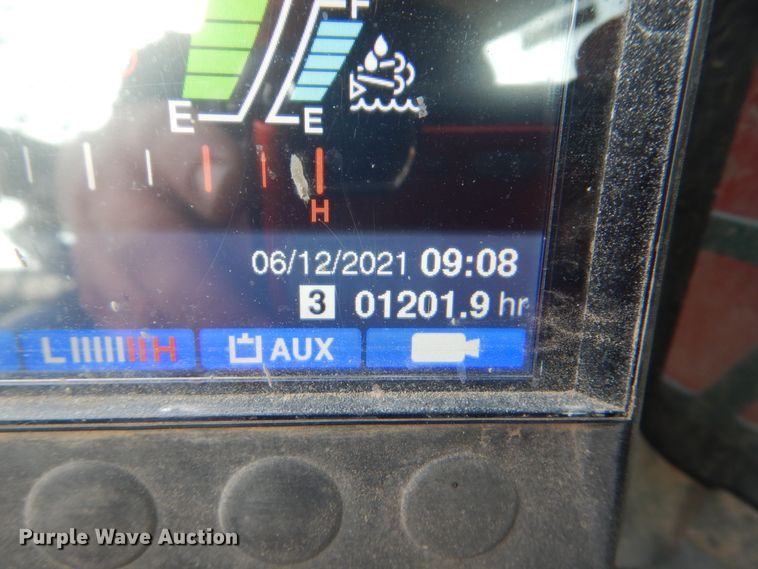 F
E
E
H
06/12/2021 09:08
3 01201.9 hr
L H AUX
Purple Wave Auction